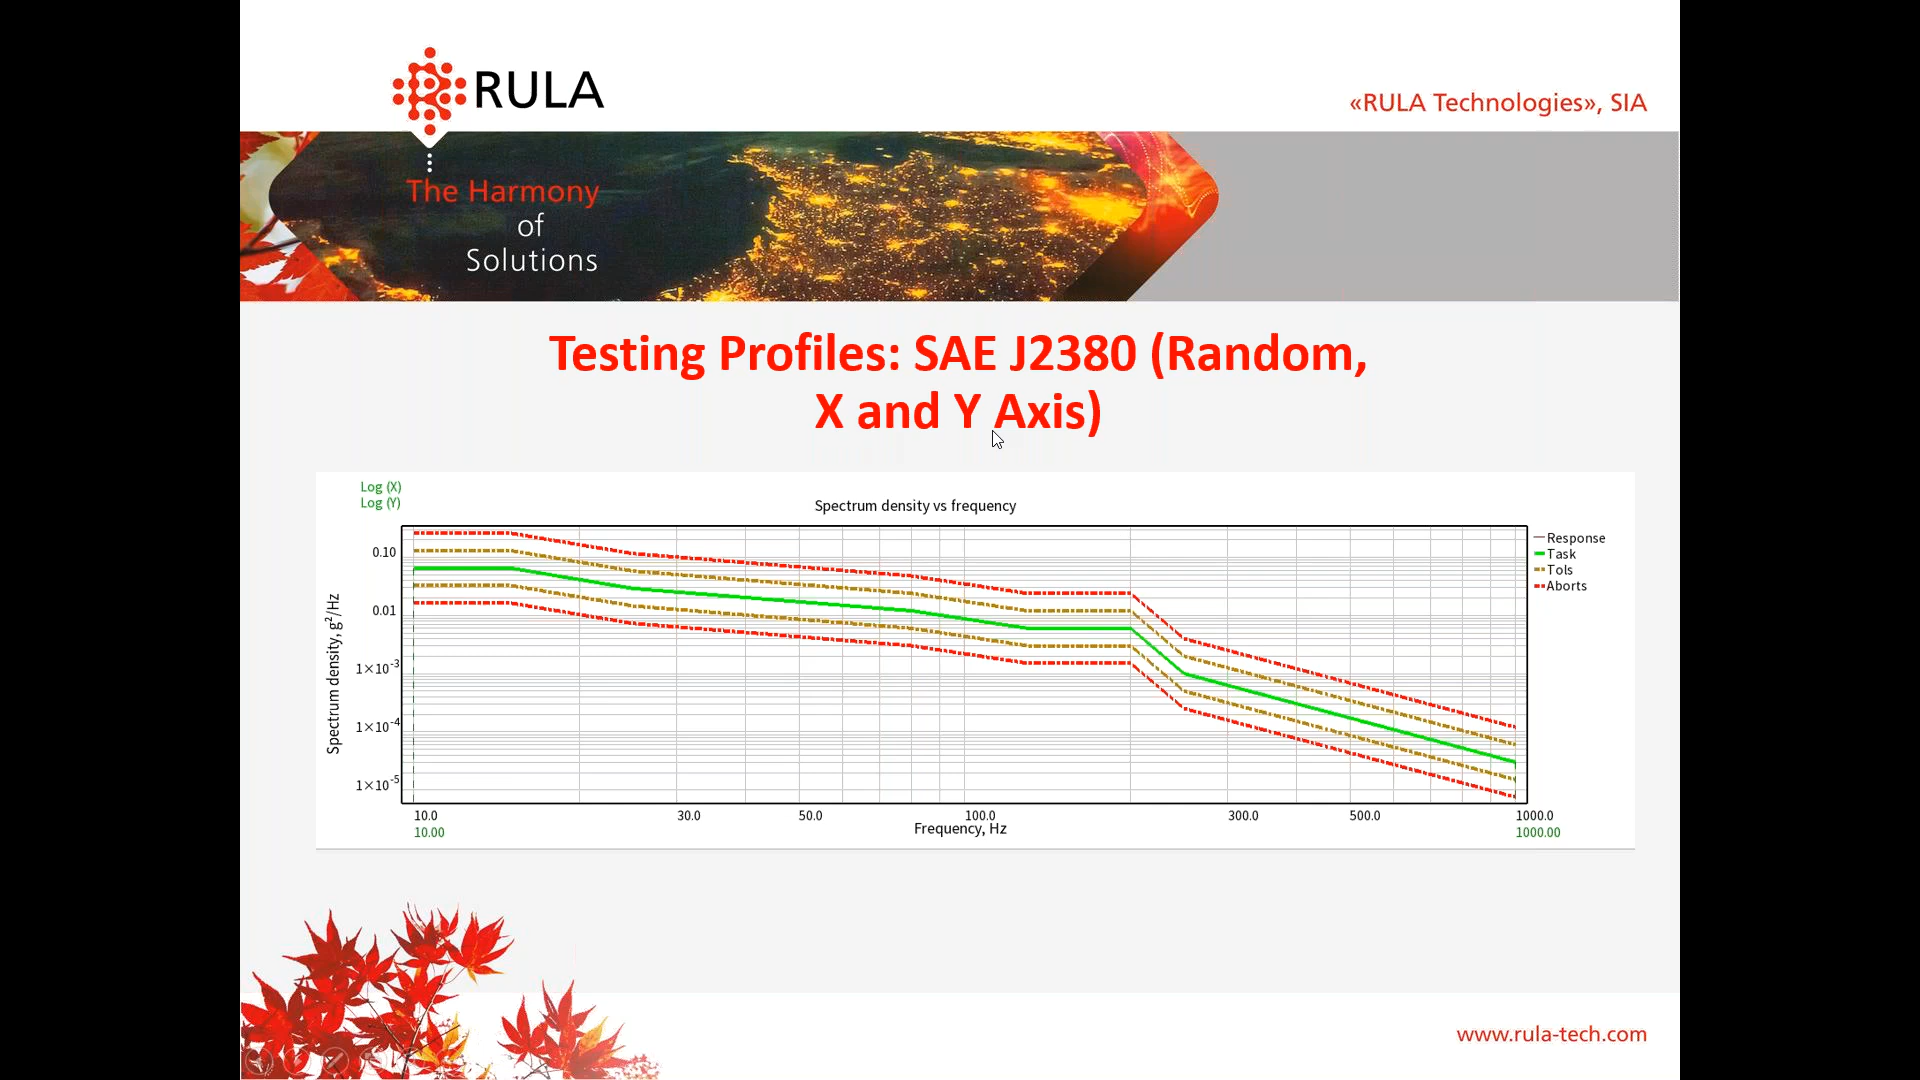 RULA
«RULA Technologies», SIA
The Harmony
of
Solutions
Testing Profiles: SAE J2380 (Random,
X and Y Axis)
Log (X)
Log (Y)
Spectrum density vs frequency
Response
Task
Tols
Aborts
Spectrum density, g²/Hz
0.10
0.01
1×10⁻³
1×10⁻⁴
1×10⁻⁵
10.0 30.0 50.0 100.0 300.0 500.0 1000.0
10.00 1000.00
Frequency, Hz
www.rula-tech.com